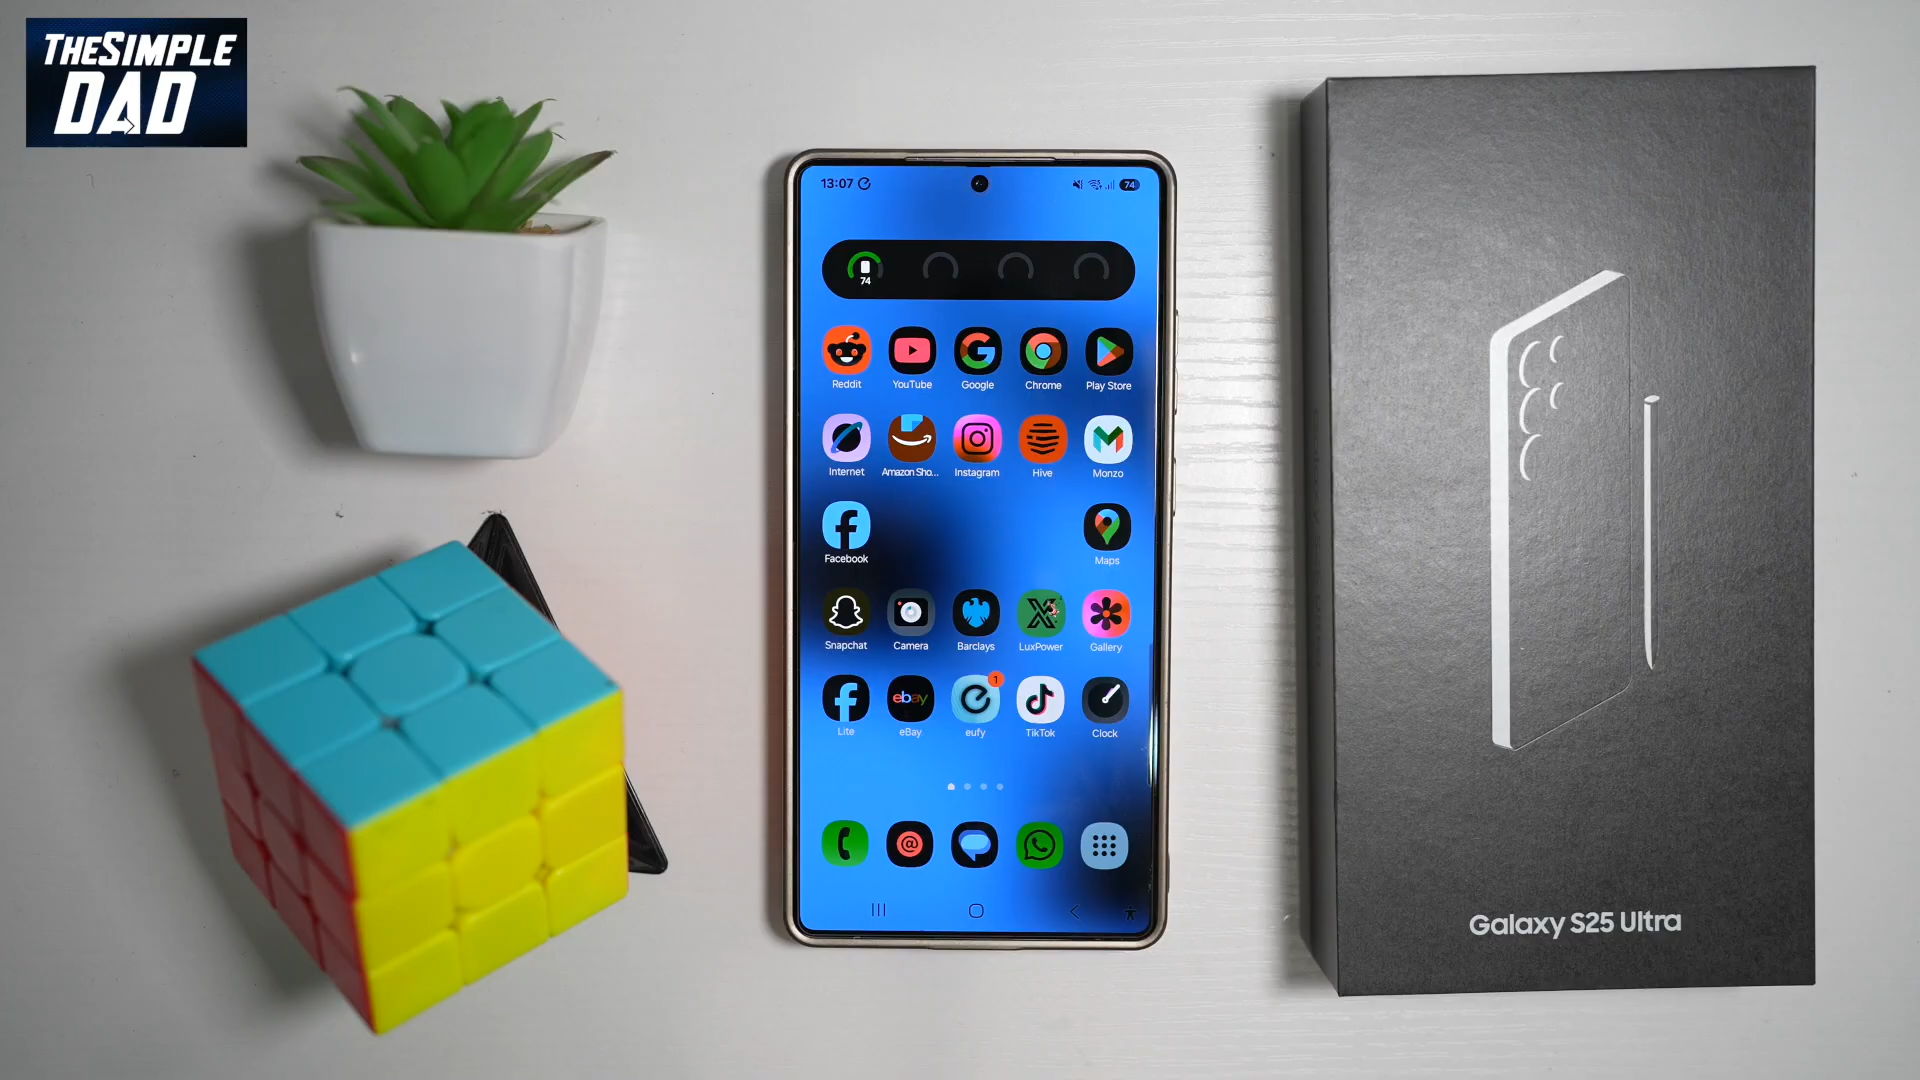 THESIMPLE
DAD
13:07
74
74
Reddit YouTube Google Chrome Play Store
Internet Amazon Sho... Instagram Hive Monzo
Facebook Maps
Snapchat Camera Barclays LuxPower Gallery
ebay
1
Lite eBay eufy TikTok Clock
Galaxy S25 Ultra